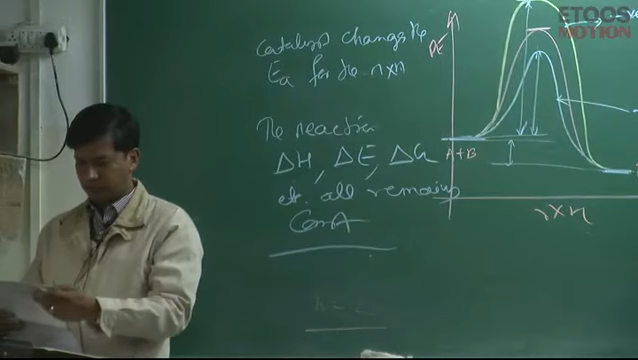 Catalyst changes the
Ea for the rxn
The reaction
ΔH, ΔE, ΔG
etc. all remains
Const
PE
A+B
rxn
ETOOS
MOTION